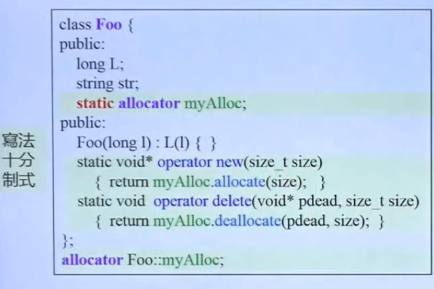 class Foo {
public:
long L;
string str;
static allocator myAlloc;
public:
Foo(long l) : L(l) { }
static void* operator new(size_t size)
{ return myAlloc.allocate(size); }
static void operator delete(void* pdead, size_t size)
{ return myAlloc.deallocate(pdead, size); }
};
allocator Foo::myAlloc;
寫法
十分
制式